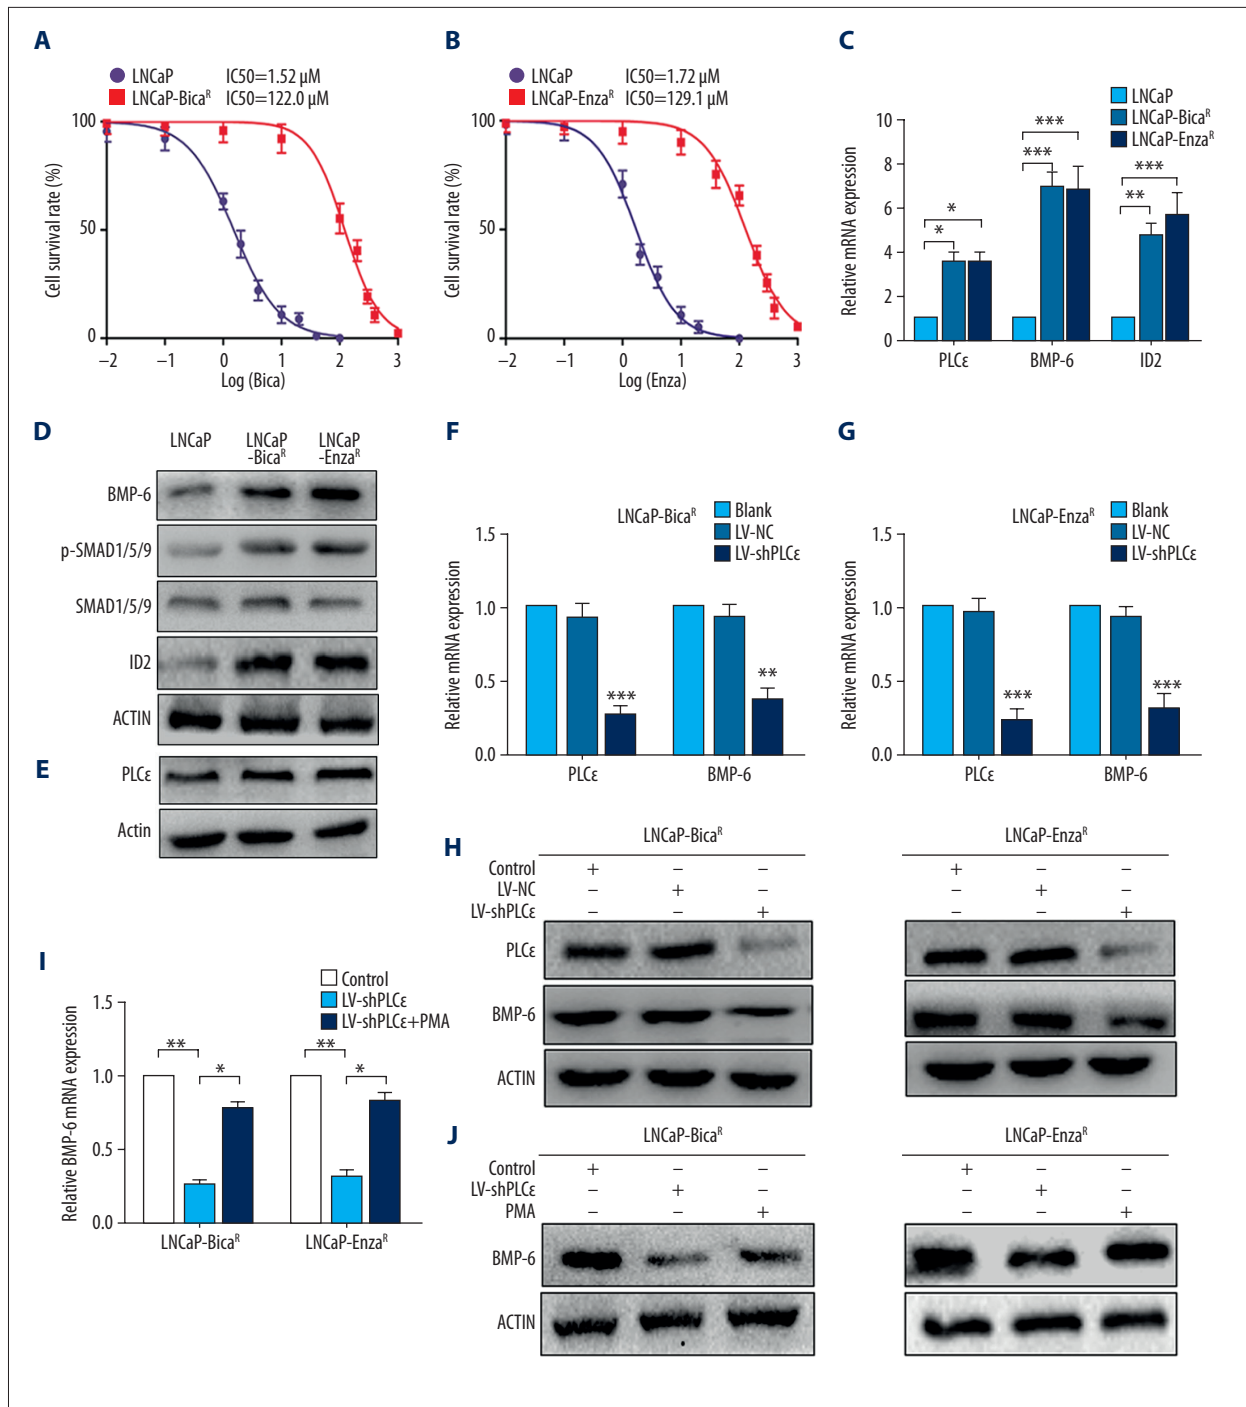 A
LNCaP IC50=1.52 µM
LNCaP-Bica^R IC50=122.0 µM
Cell survival rate (%)
100
50
0
−2 −1 0 1 2 3
Log (Bica)
B
LNCaP IC50=1.72 µM
LNCaP-Enza^R IC50=129.1 µM
Cell survival rate (%)
100
50
0
−2 −1 0 1 2 3
Log (Enza)
C
LNCaP
LNCaP-Bica^R
LNCaP-Enza^R
Relative mRNA expression
10
8
6
4
2
0
* * *** *** ** ***
PLCε BMP-6 ID2
D
LNCaP LNCaP-Bica^R LNCaP-Enza^R
BMP-6
p-SMAD1/5/9
SMAD1/5/9
ID2
ACTIN
E
PLCε
Actin
F
LNCaP-Bica^R
Blank
LV-NC
LV-shPLCε
Relative mRNA expression
1.5
1.0
0.5
0.0
*** **
PLCε BMP-6
G
LNCaP-Enza^R
Blank
LV-NC
LV-shPLCε
Relative mRNA expression
1.5
1.0
0.5
0.0
*** ***
PLCε BMP-6
H
LNCaP-Bica^R LNCaP-Enza^R
Control + − − + − −
LV-NC − + − − + −
LV-shPLCε − − + − − +
PLCε
BMP-6
ACTIN
I
Control
LV-shPLCε
LV-shPLCε+PMA
Relative BMP-6 mRNA expression
1.5
1.0
0.5
0.0
** * ** *
LNCaP-Bica^R LNCaP-Enza^R
J
LNCaP-Bica^R LNCaP-Enza^R
Control + − − + − −
LV-shPLCε − + − − + −
PMA − − + − − +
BMP-6
ACTIN